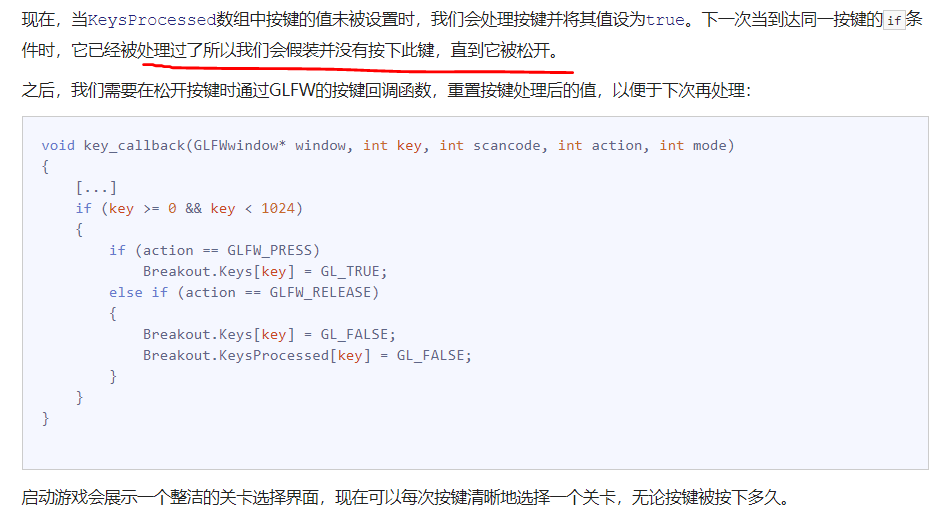 现在，当KeysProcessed数组中按键的值未被设置时，我们会处理按键并将其值设为true。下一次当到达同一按键的if条
件时，它已经被处理过了所以我们会假装并没有按下此键，直到它被松开。
之后，我们需要在松开按键时通过GLFW的按键回调函数，重置按键处理后的值，以便于下次再处理：
void key_callback(GLFWwindow* window, int key, int scancode, int action, int mode)
{
    [...]
    if (key >= 0 && key < 1024)
    {
        if (action == GLFW_PRESS)
            Breakout.Keys[key] = GL_TRUE;
        else if (action == GLFW_RELEASE)
        {
            Breakout.Keys[key] = GL_FALSE;
            Breakout.KeysProcessed[key] = GL_FALSE;
        }
    }
}
启动游戏会展示一个整洁的关卡选择界面，现在可以每次按键清晰地选择一个关卡，无论按键被按下多久。